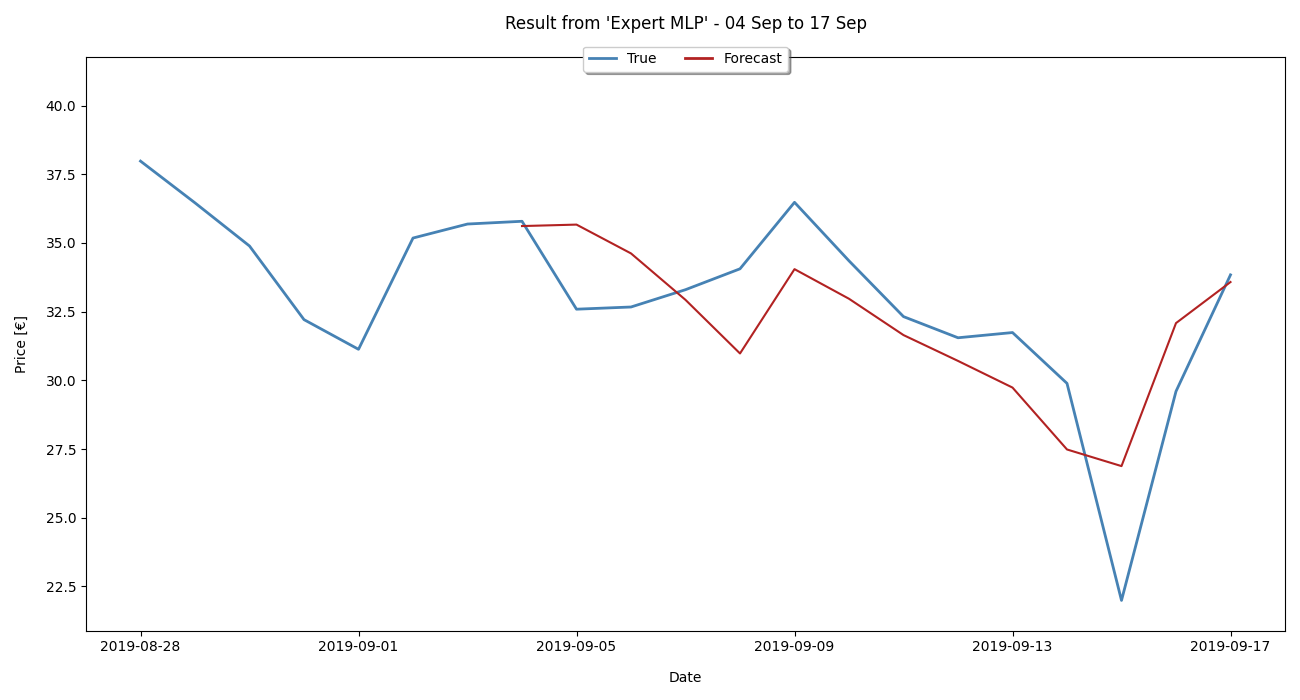 Result from 'Expert MLP' - 04 Sep to 17 Sep
True Forecast
40.0
37.5
35.0
32.5
30.0
27.5
25.0
22.5
Price [€]
2019-08-28 2019-09-01 2019-09-05 2019-09-09 2019-09-13 2019-09-17
Date